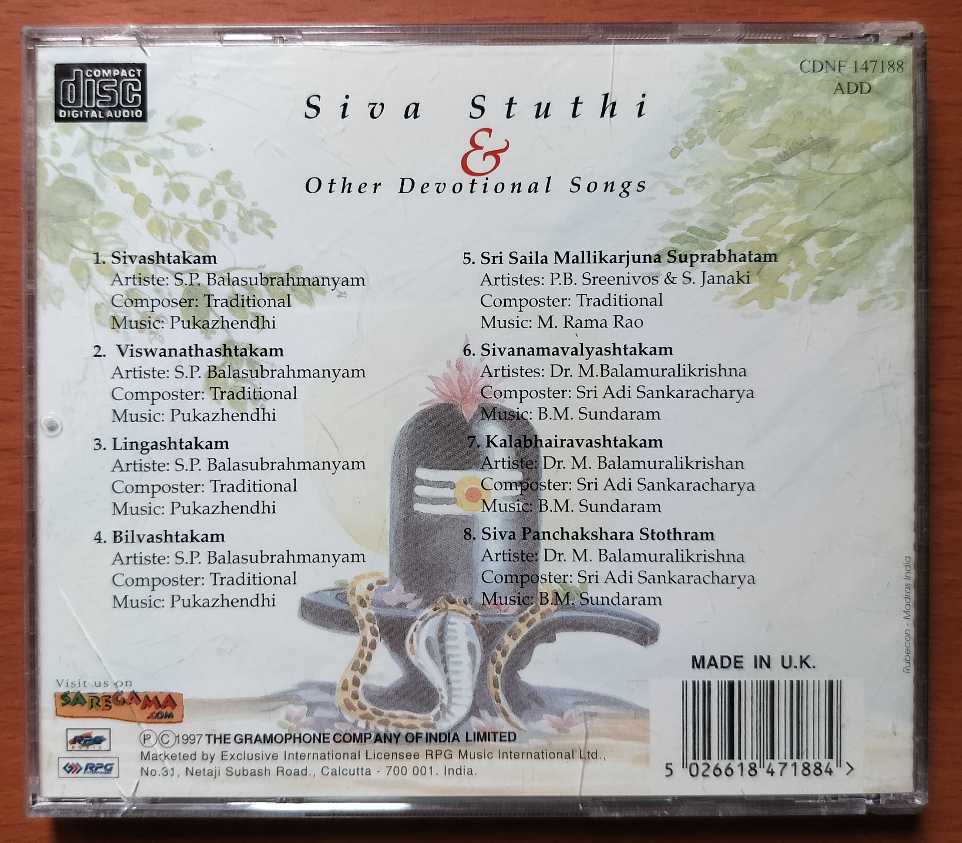 COMPACT
disc
DIGITAL AUDIO
CDNF 147188
ADD
Siva Stuthi
&
Other Devotional Songs
1. Sivashtakam
Artiste: S.P. Balasubrahmanyam
Composer: Traditional
Music: Pukazhendhi
2. Viswanathashtakam
Artiste: S.P. Balasubrahmanyam
Composter: Traditional
Music: Pukazhendhi
3. Lingashtakam
Artiste: S.P. Balasubrahmanyam
Composter: Traditional
Music: Pukazhendhi
4. Bilvashtakam
Artiste: S.P. Balasubrahmanyam
Composter: Traditional
Music: Pukazhendhi
5. Sri Saila Mallikarjuna Suprabhatam
Artistes: P.B. Sreenivos & S. Janaki
Composter: Traditional
Music: M. Rama Rao
6. Sivanamavalyashtakam
Artistes: Dr. M.Balamuralikrishna
Composter: Sri Adi Sankaracharya
Music: B.M. Sundaram
7. Kalabhairavashtakam
Artiste: Dr. M. Balamuralikrishan
Composter: Sri Adi Sankaracharya
Music: B.M. Sundaram
8. Siva Panchakshara Stothram
Artiste: Dr. M. Balamuralikrishna
Composter: Sri Adi Sankaracharya
Music: B.M. Sundaram
Rubecon - Madras India
Visit us on
SAREGAMA
.COM
RPG
℗©1997 THE GRAMOPHONE COMPANY OF INDIA LIMITED
Marketed by Exclusive International Licensee RPG Music International Ltd.,
No.31, Netaji Subash Road., Calcutta - 700 001. India.
MADE IN U.K.
5 026618 471884 >